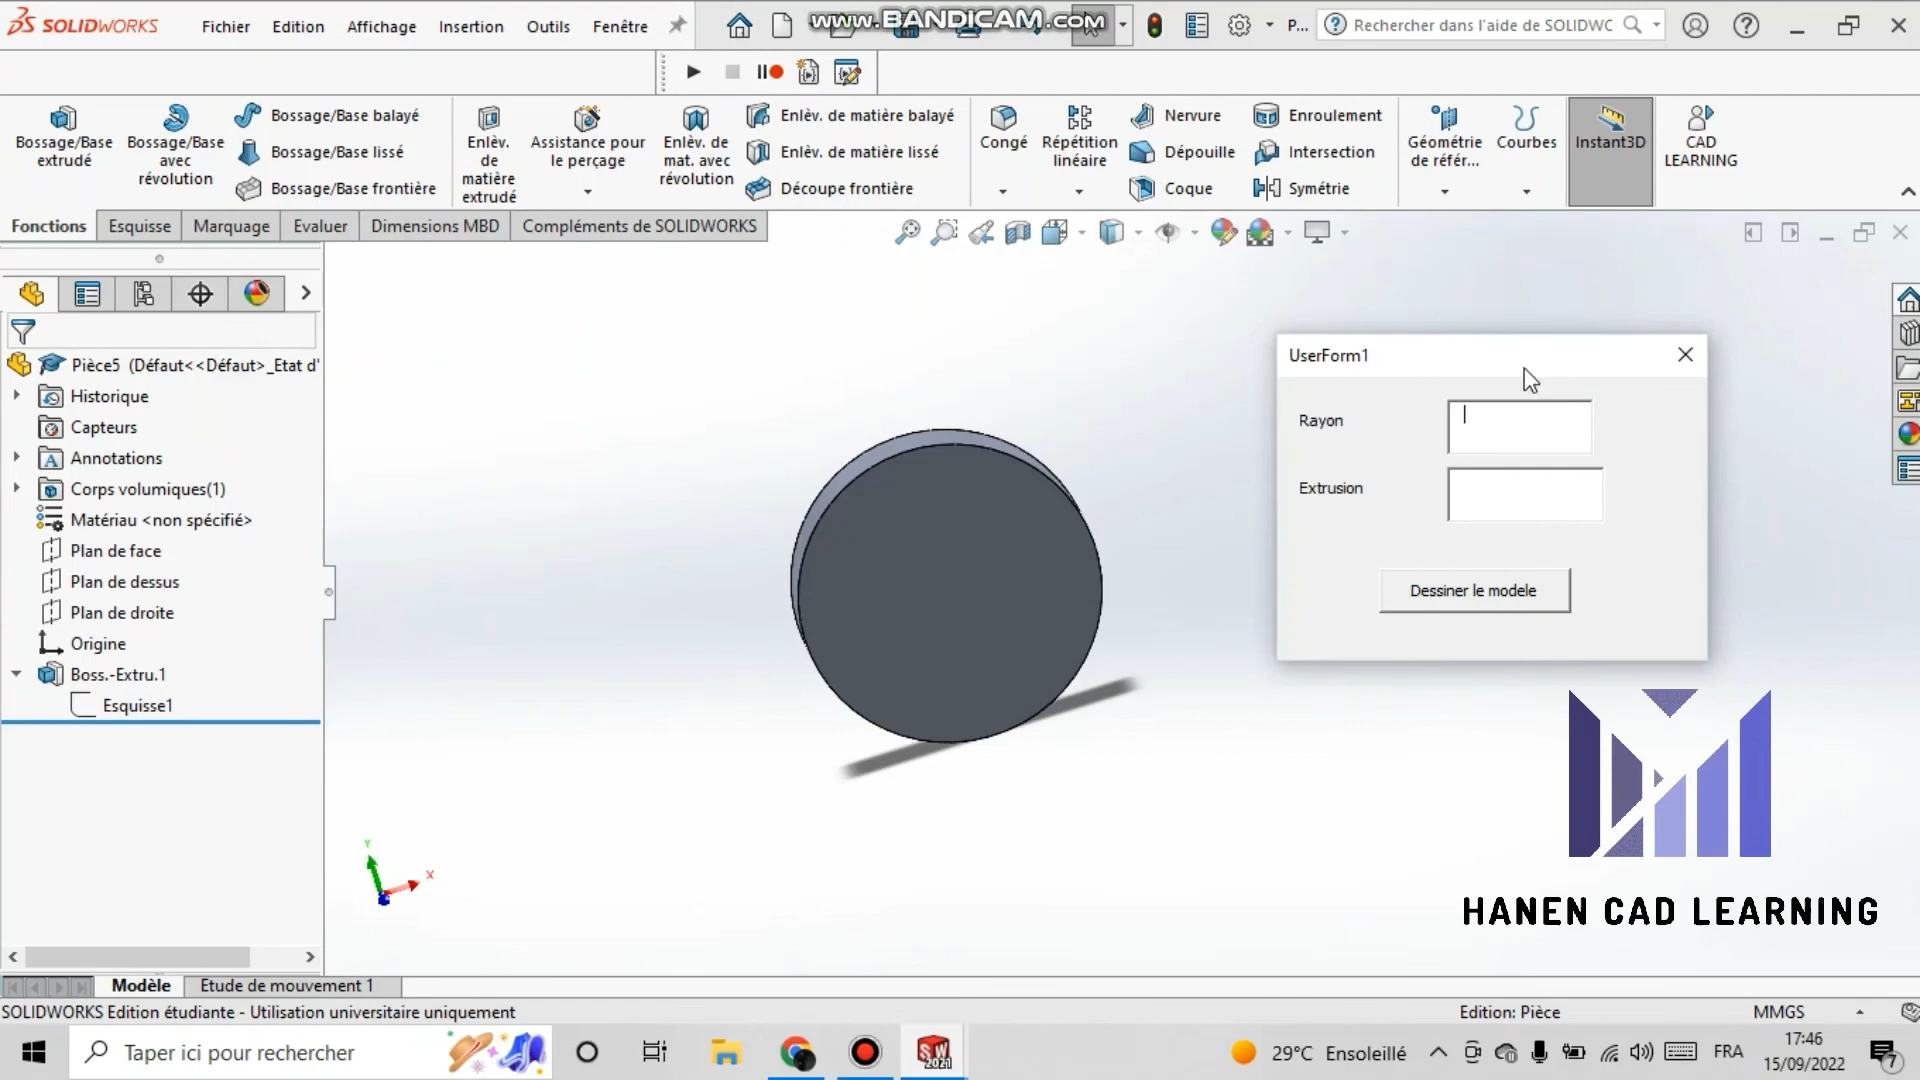 SOLIDWORKS
Fichier
Edition
Affichage
Insertion
Outils
Fenêtre
www.BANDICAM.com
P...
Rechercher dans l'aide de SOLIDWC
Bossage/Base
extrudé
Bossage/Base
avec
révolution
Bossage/Base balayé
Bossage/Base lissé
Bossage/Base frontière
Enlèv.
de
matière
extrudé
Assistance pour
le perçage
Enlèv. de
mat. avec
révolution
Enlèv. de matière balayé
Enlèv. de matière lissé
Découpe frontière
Congé
Répétition
linéaire
Nervure
Dépouille
Coque
Enroulement
Intersection
Symétrie
Géométrie
de référ...
Courbes
Instant3D
CAD
LEARNING
Fonctions
Esquisse
Marquage
Evaluer
Dimensions MBD
Compléments de SOLIDWORKS
Pièce5 (Défaut<<Défaut>_Etat d'
Historique
Capteurs
Annotations
Corps volumiques(1)
Matériau <non spécifié>
Plan de face
Plan de dessus
Plan de droite
Origine
Boss.-Extru.1
Esquisse1
UserForm1
Rayon
Extrusion
Dessiner le modele
Y
X
HANEN CAD LEARNING
Modèle
Etude de mouvement 1
SOLIDWORKS Edition étudiante - Utilisation universitaire uniquement
Edition: Pièce
MMGS
Taper ici pour rechercher
SW
2021
29°C Ensoleillé
FRA
17:46
15/09/2022
7